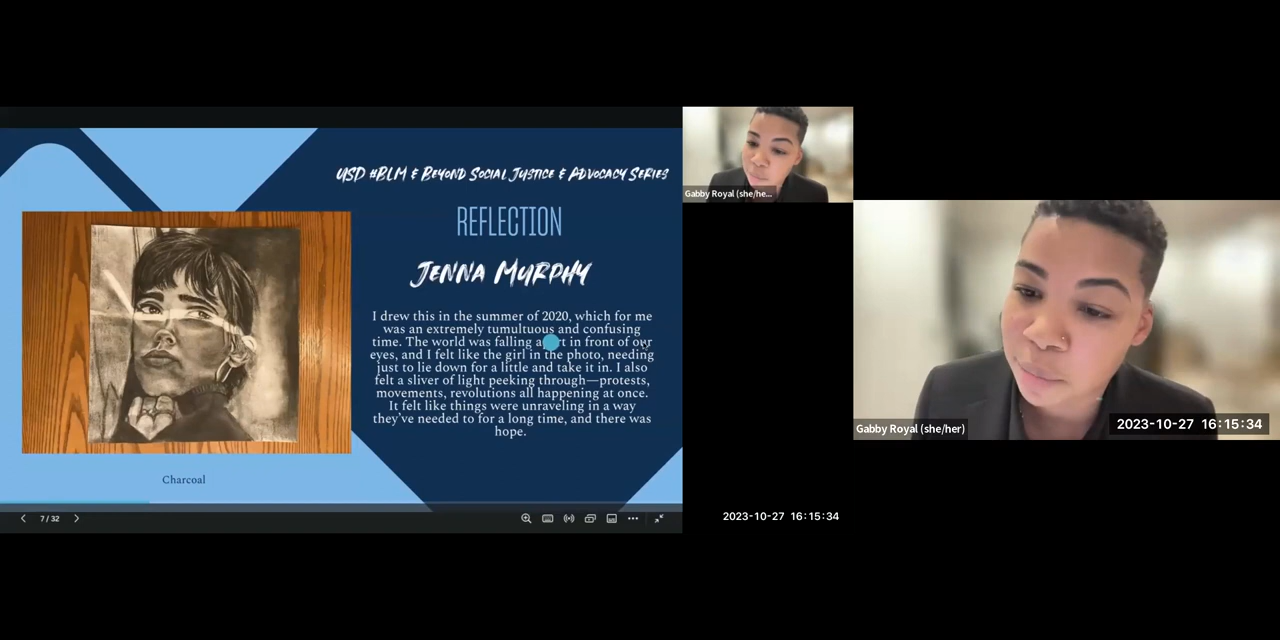 USD #BLM & Beyond Social Justice & Advocacy Series
REFLECTION
Jenna Murphy
I drew this in the summer of 2020, which for me
was an extremely tumultuous and confusing
time. The world was falling in front of our
eyes, and I felt like the girl in the photo, needing
just to lie down for a little and take it in. I also
felt a sliver of light peeking through—protests,
movements, revolutions all happening at once.
It felt like things were unraveling in a way
they've needed to for a long time, and there was
hope.
Charcoal
7 / 32
Gabby Royal (she/he...
Gabby Royal (she/her)
2023-10-27 16:15:34
2023-10-27 16:15:34